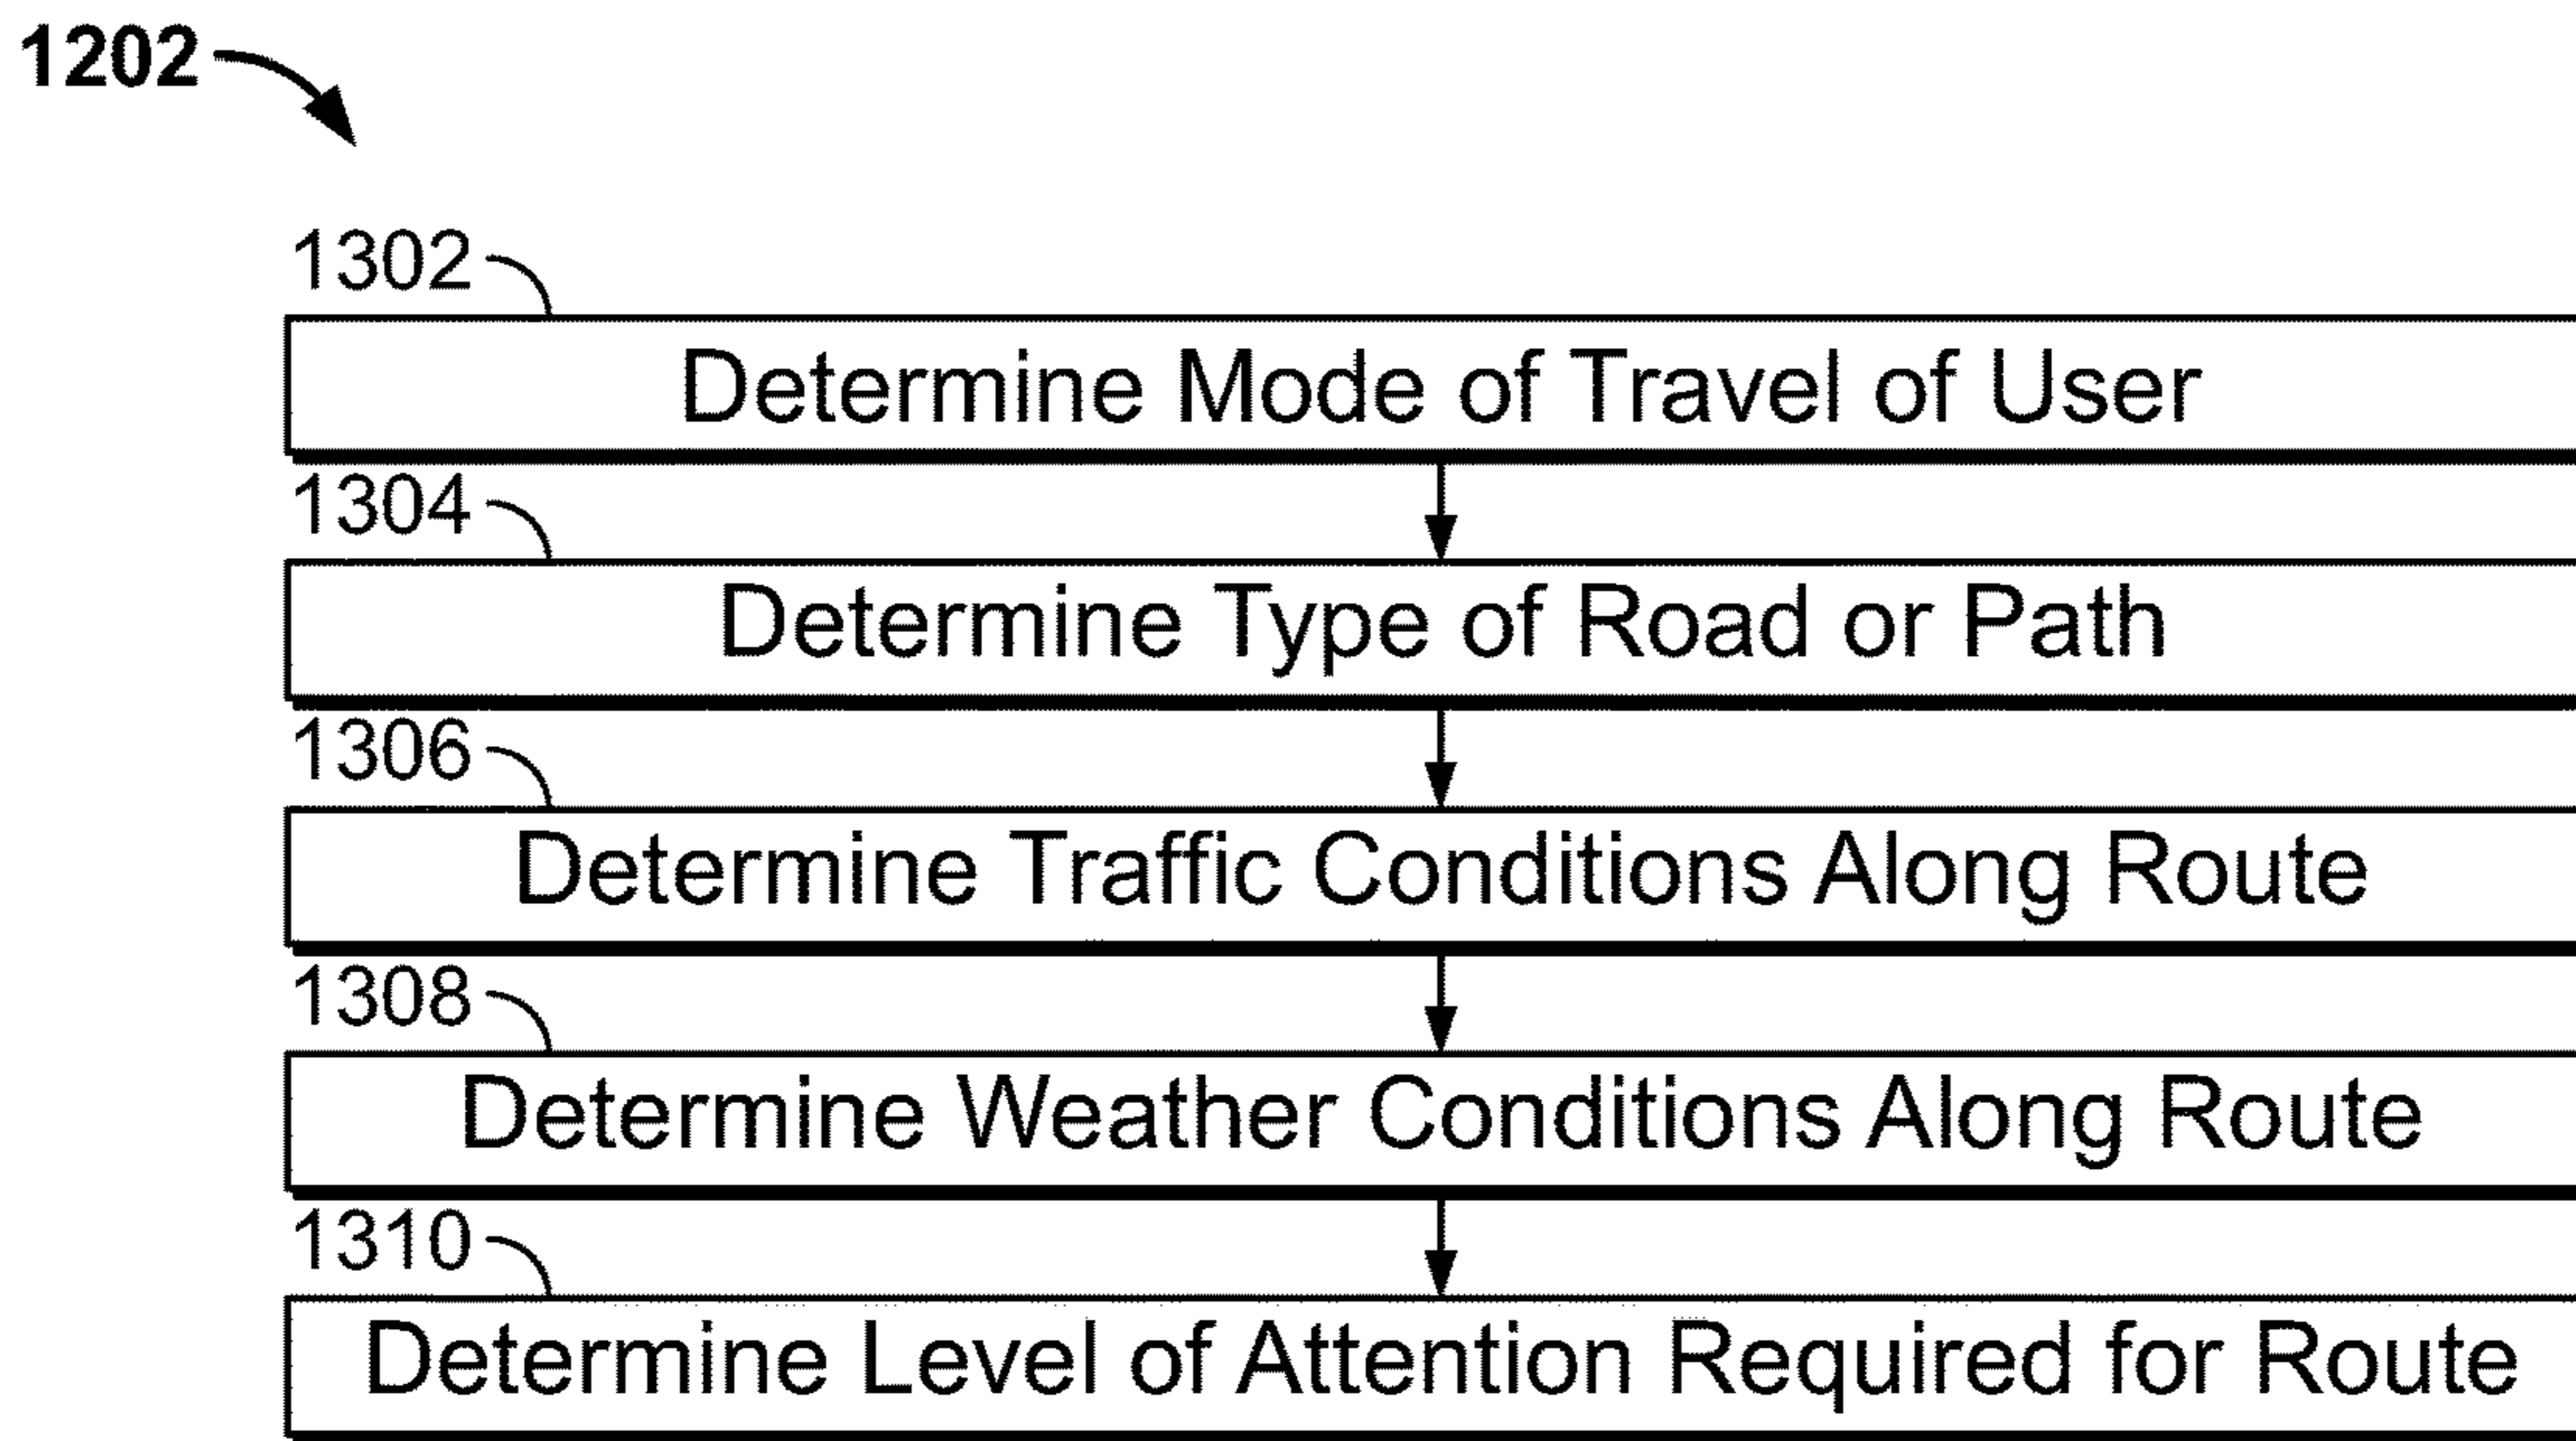 1202
1302
Determine Mode of Travel of User
1304
Determine Type of Road or Path
1306
Determine Traffic Conditions Along Route
1308
Determine Weather Conditions Along Route
1310
Determine Level of Attention Required for Route